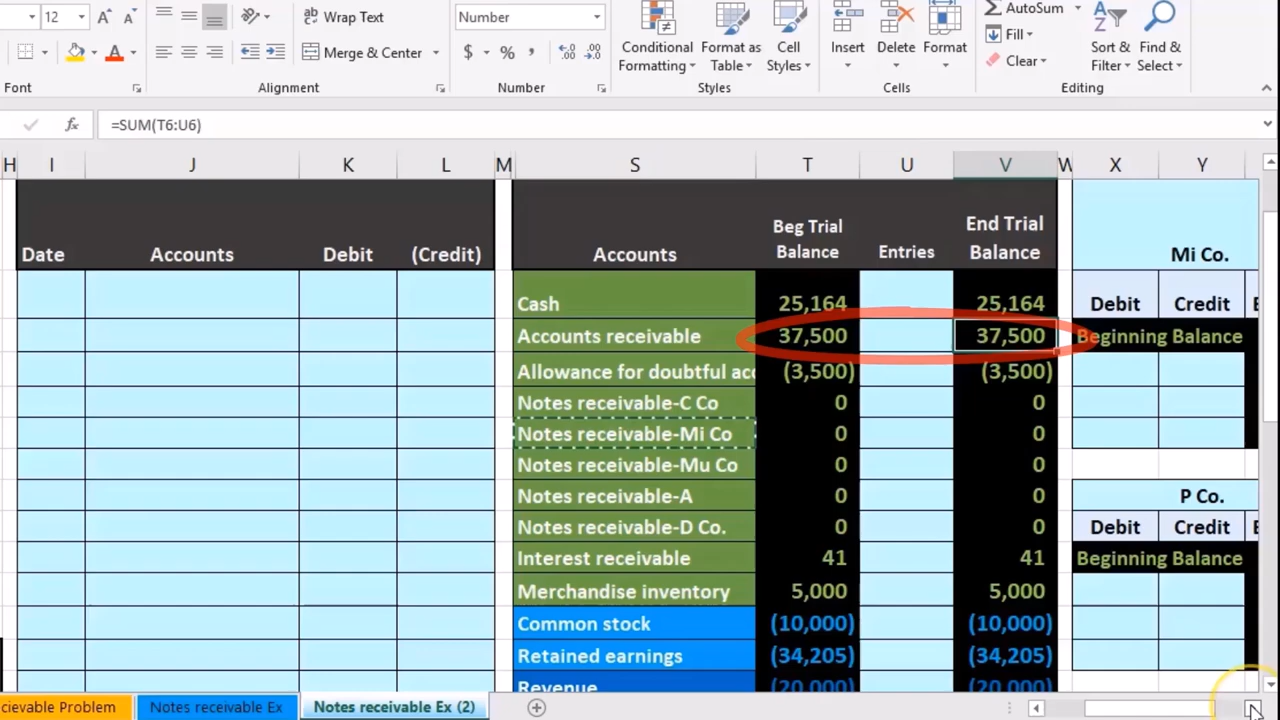 12 A A Wrap Text Number AutoSum
Merge & Center $ % , Conditional Formatting Format as Table Cell Styles Insert Delete Format Fill Clear Sort & Filter Find & Select
Font Alignment Number Styles Cells Editing
fx =SUM(T6:U6)
H I J K L M S T U V W X Y
Date Accounts Debit (Credit) Accounts Beg Trial Balance Entries End Trial Balance Mi Co.
Cash 25,164 25,164 Debit Credit
Accounts receivable 37,500 37,500 Beginning Balance
Allowance for doubtful (3,500) (3,500)
Notes receivable-C Co 0 0
Notes receivable-Mi Co 0 0
Notes receivable-Mu Co 0 0
Notes receivable-A 0 0 P Co.
Notes receivable-D Co. 0 0 Debit Credit
Interest receivable 41 41 Beginning Balance
Merchandise inventory 5,000 5,000
Common stock (10,000) (10,000)
Retained earnings (34,205) (34,205)
Revenue (20,000) (20,000)
cievable Problem Notes receivable Ex Notes receivable Ex (2)